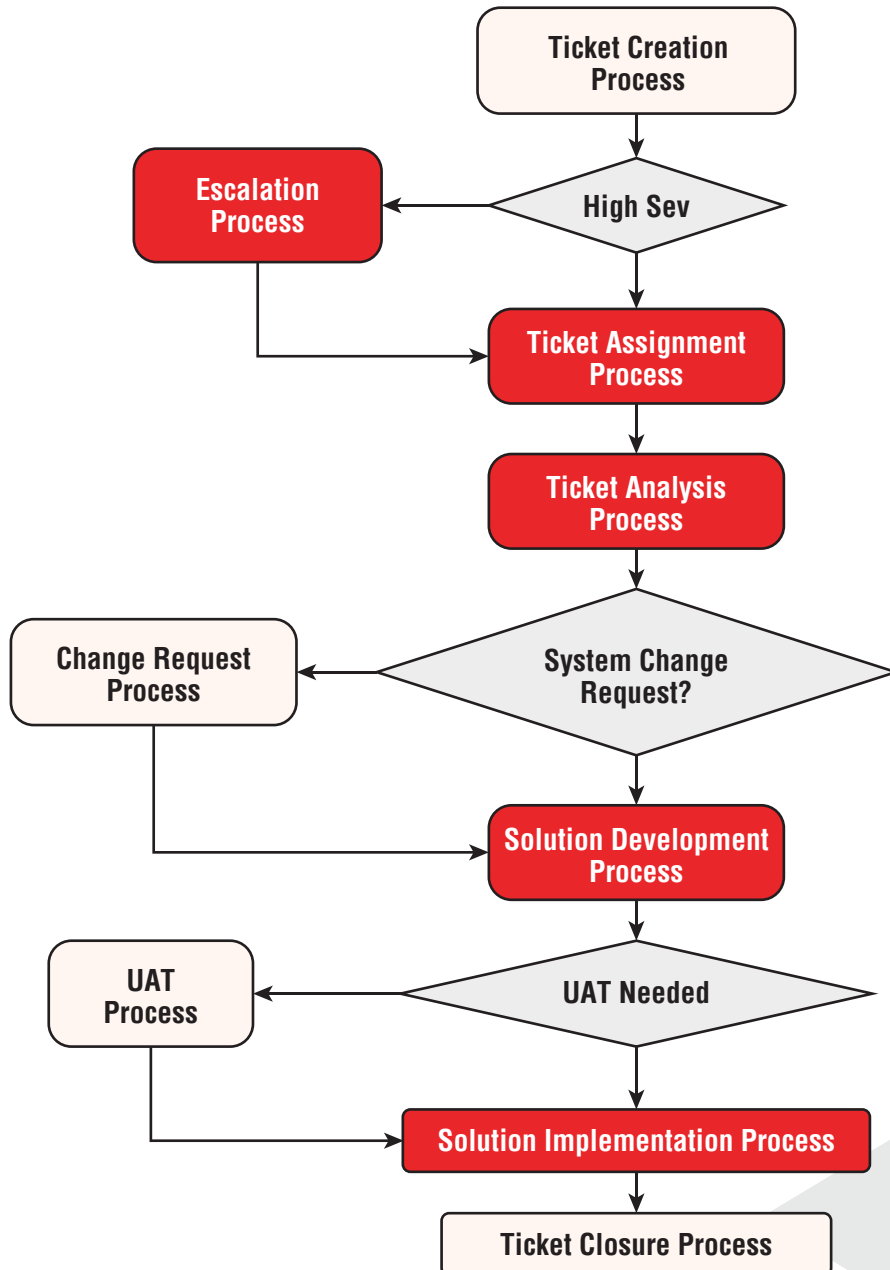 Ticket Creation
Process
High Sev
Escalation
Process
Ticket Assignment
Process
Ticket Analysis
Process
System Change
Request?
Change Request
Process
Solution Development
Process
UAT Needed
UAT
Process
Solution Implementation Process
Ticket Closure Process